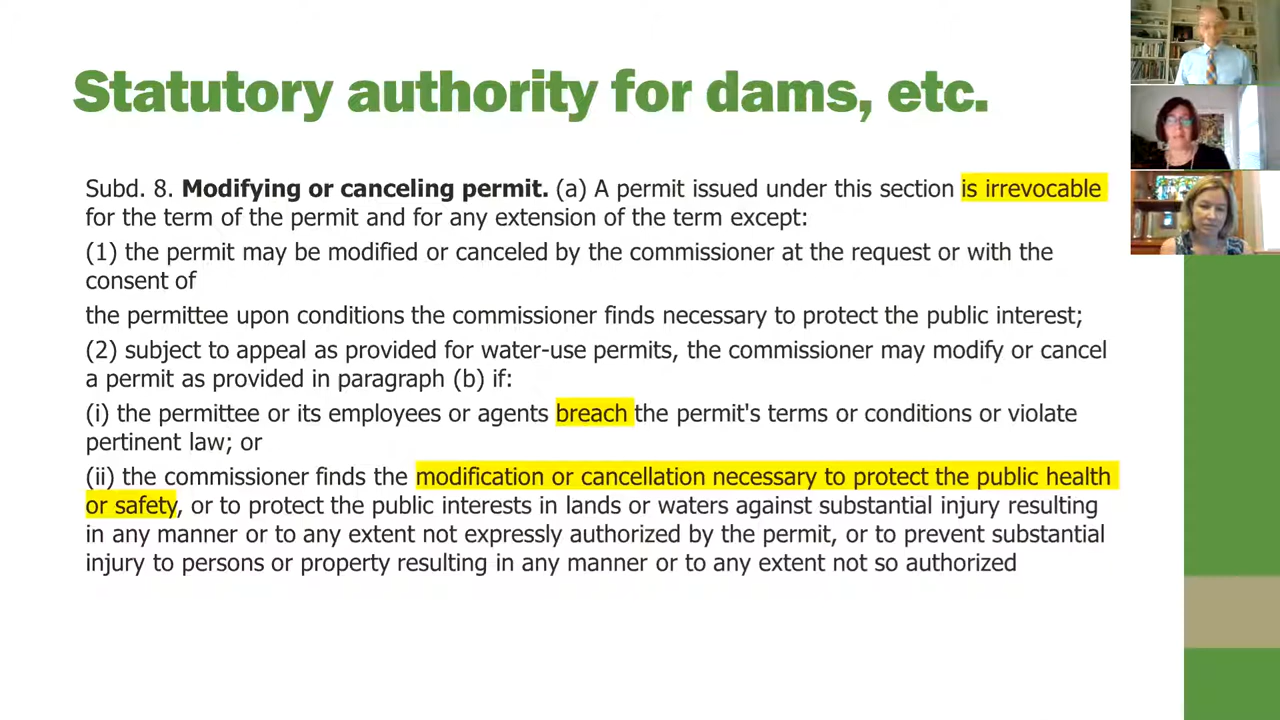 Statutory authority for dams, etc.
Subd. 8. Modifying or canceling permit. (a) A permit issued under this section is irrevocable
for the term of the permit and for any extension of the term except:
(1) the permit may be modified or canceled by the commissioner at the request or with the
consent of
the permittee upon conditions the commissioner finds necessary to protect the public interest;
(2) subject to appeal as provided for water-use permits, the commissioner may modify or cancel
a permit as provided in paragraph (b) if:
(i) the permittee or its employees or agents breach the permit's terms or conditions or violate
pertinent law; or
(ii) the commissioner finds the modification or cancellation necessary to protect the public health
or safety, or to protect the public interests in lands or waters against substantial injury resulting
in any manner or to any extent not expressly authorized by the permit, or to prevent substantial
injury to persons or property resulting in any manner or to any extent not so authorized